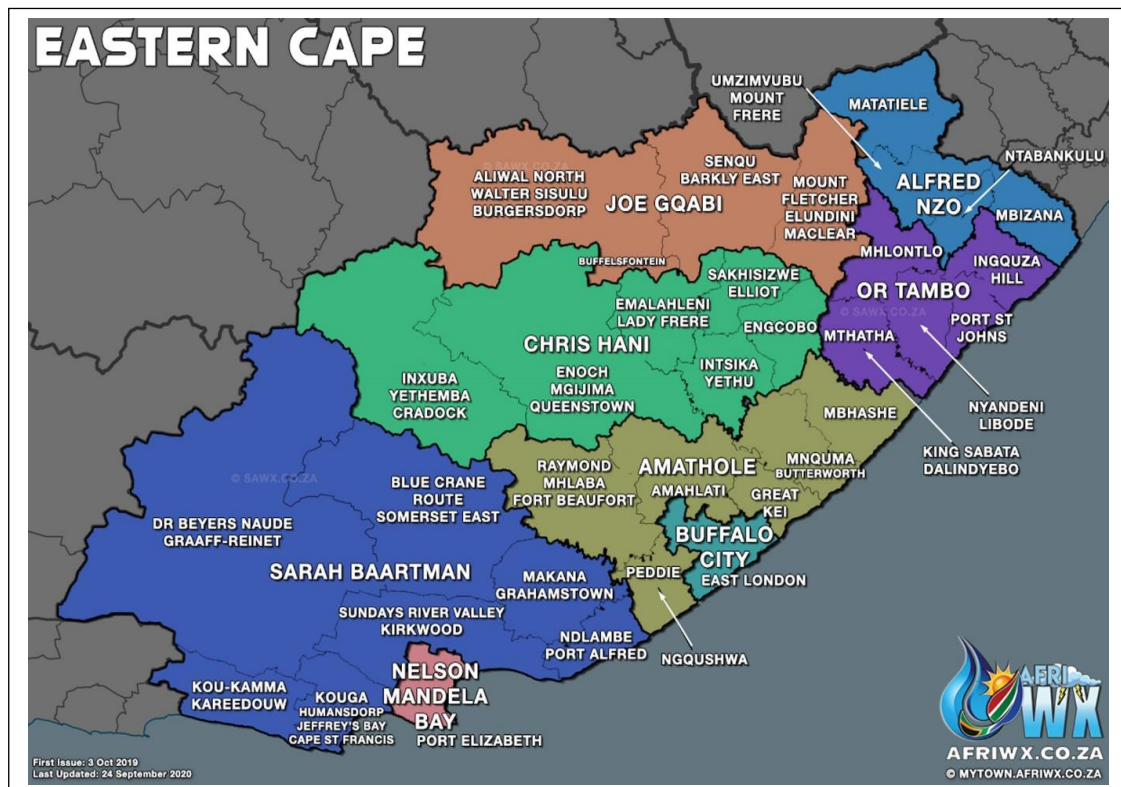 EASTERN CAPE
UMZIMVUBU
MOUNT
FRERE
MATATIELE
NTABANKULU
© SAWX.CO.ZA
SENQU
BARKLY EAST
ALIWAL NORTH
WALTER SISULU
BURGERSDORP
JOE GQABI
MOUNT
FLETCHER
ELUNDINI
MACLEAR
ALFRED
NZO
MBIZANA
MHLONTLO
INGQUZA
HILL
BUFFELSFONTEIN
SAKHISIZWE
ELLIOT
OR TAMBO
© SAWX.CO.ZA
EMALAHLENI
LADY FRERE
ENGCOBO
MTHATHA
PORT ST
JOHNS
CHRIS HANI
INTSIKA
YETHU
INXUBA
YETHEMBA
CRADOCK
ENOCH
MGIJIMA
QUEENSTOWN
NYANDENI
LIBODE
MBHASHE
KING SABATA
DALINDYEBO
RAYMOND
MHLABA
FORT BEAUFORT
AMATHOLE
MNQUMA
BUTTERWORTH
AMAHLATI
GREAT
KEI
© SAWX.CO.ZA
BLUE CRANE
ROUTE
SOMERSET EAST
DR BEYERS NAUDE
GRAAFF-REINET
BUFFALO
CITY
EAST LONDON
SARAH BAARTMAN
MAKANA
GRAHAMSTOWN
PEDDIE
SUNDAYS RIVER VALLEY
KIRKWOOD
NDLAMBE
PORT ALFRED
NGQUSHWA
KOU-KAMMA
KAREEDOUW
KOUGA
HUMANSDORP
JEFFREY'S BAY
CAPE ST FRANCIS
NELSON
MANDELA
BAY
PORT ELIZABETH
AFRI
WX
AFRIWX.CO.ZA
© MYTOWN.AFRIWX.CO.ZA
First Issue: 3 Oct 2019
Last Updated: 24 September 2020